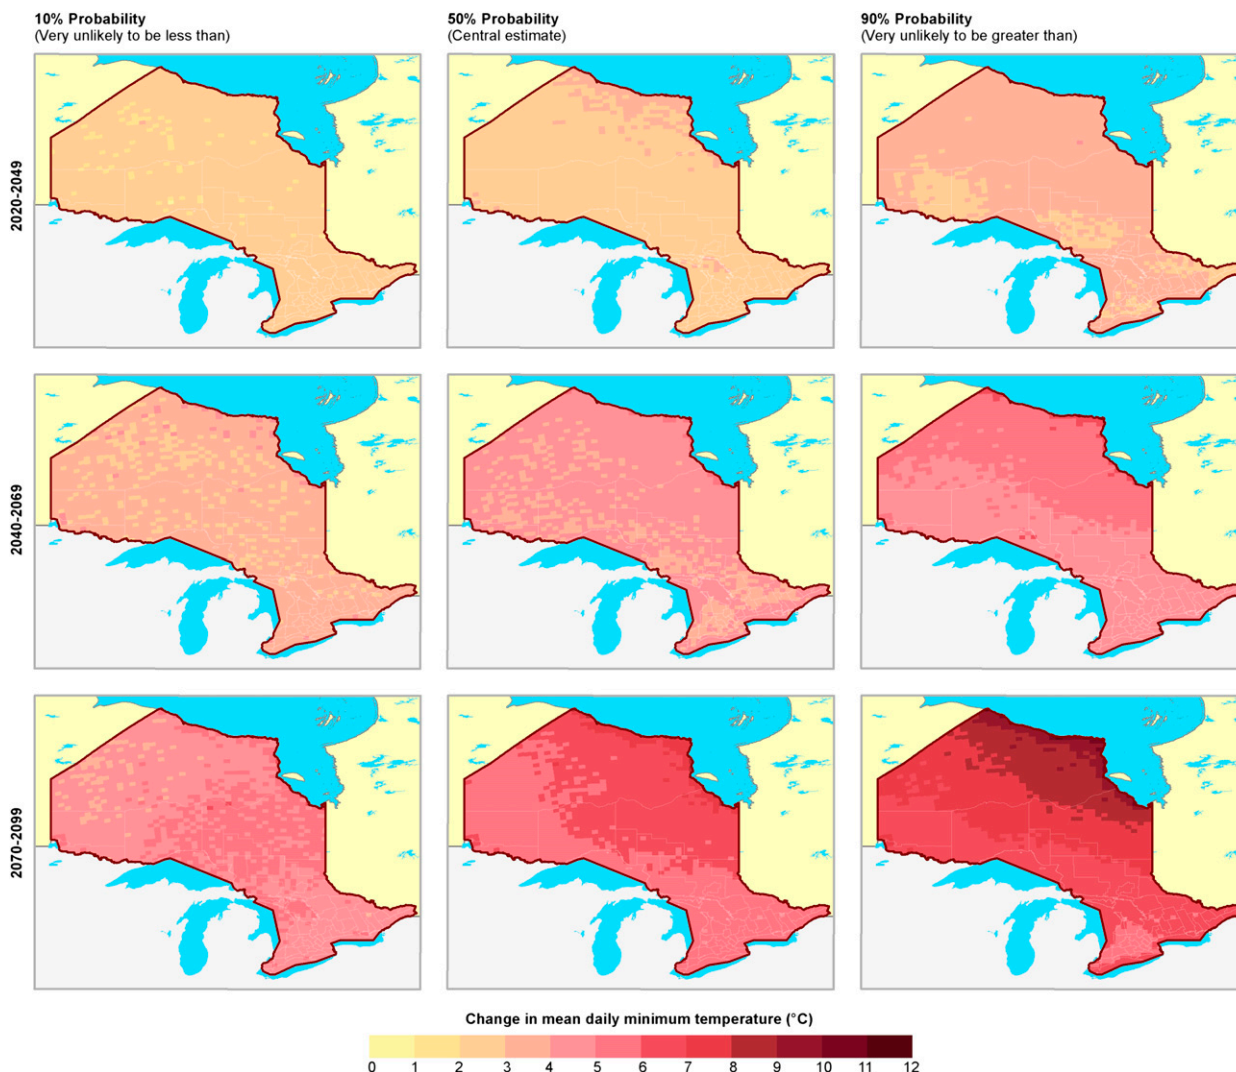 10% Probability
(Very unlikely to be less than)
50% Probability
(Central estimate)
90% Probability
(Very unlikely to be greater than)
2020-2049
2040-2069
2070-2099
Change in mean daily minimum temperature (°C)
0 1 2 3 4 5 6 7 8 9 10 11 12